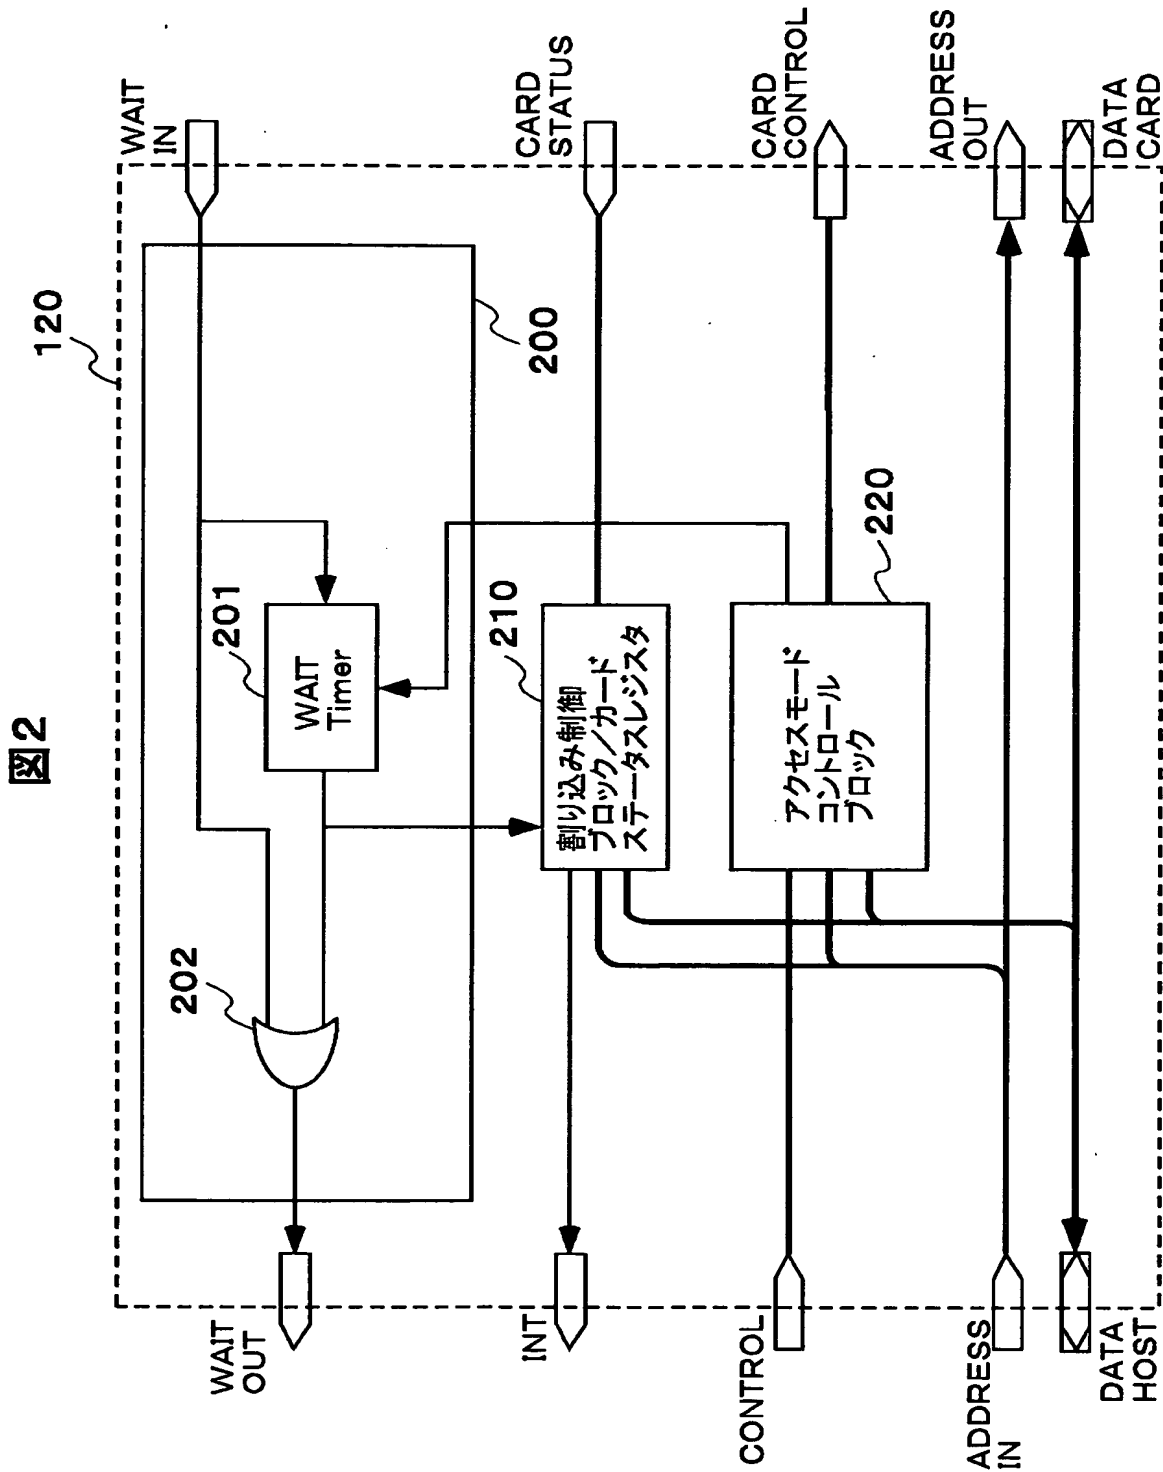 図2
120
WAIT
IN
CARD
STATUS
CARD
CONTROL
ADDRESS
OUT
DATA
CARD
200
201
WAIT
Timer
202
210
割り込み制御
ブロック/カード
ステータスレジスタ
220
アクセスモード
コントロール
ブロック
WAIT
OUT
INT
CONTROL
ADDRESS
IN
DATA
HOST